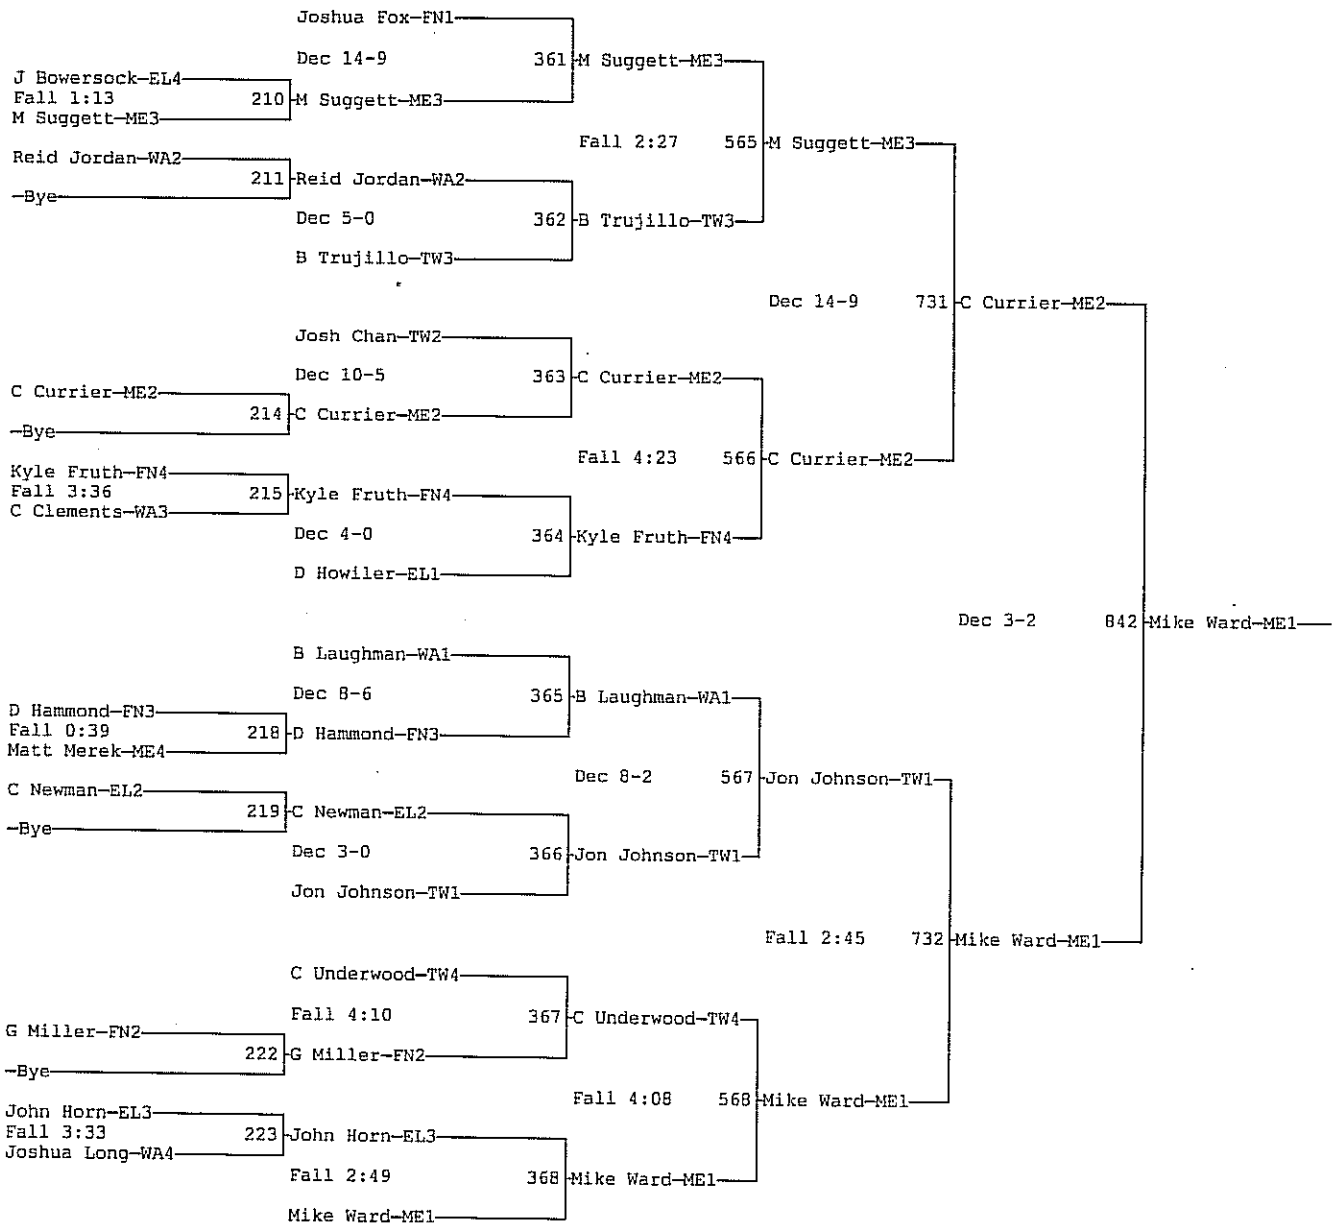 Joshua Fox-FN1
Dec 14-9 361 M Suggett-ME3
J Bowersock-EL4
Fall 1:13 210 M Suggett-ME3
M Suggett-ME3
Fall 2:27 565 M Suggett-ME3
Reid Jordan-WA2
211 Reid Jordan-WA2
-Bye
Dec 5-0 362 B Trujillo-TW3
B Trujillo-TW3
Dec 14-9 731 C Currier-ME2
Josh Chan-TW2
Dec 10-5 363 C Currier-ME2
C Currier-ME2
214 C Currier-ME2
-Bye
Fall 4:23 566 C Currier-ME2
Kyle Fruth-FN4
Fall 3:36 215 Kyle Fruth-FN4
C Clements-WA3
Dec 4-0 364 Kyle Fruth-FN4
D Howiler-EL1
Dec 3-2 842 Mike Ward-ME1
B Laughman-WA1
Dec 8-6 365 B Laughman-WA1
D Hammond-FN3
Fall 0:39 218 D Hammond-FN3
Matt Merek-ME4
Dec 8-2 567 Jon Johnson-TW1
C Newman-EL2
219 C Newman-EL2
-Bye
Dec 3-0 366 Jon Johnson-TW1
Jon Johnson-TW1
Fall 2:45 732 Mike Ward-ME1
C Underwood-TW4
Fall 4:10 367 C Underwood-TW4
G Miller-FN2
222 G Miller-FN2
-Bye
Fall 4:08 568 Mike Ward-ME1
John Horn-EL3
Fall 3:33 223 John Horn-EL3
Joshua Long-WA4
Fall 2:49 368 Mike Ward-ME1
Mike Ward-ME1